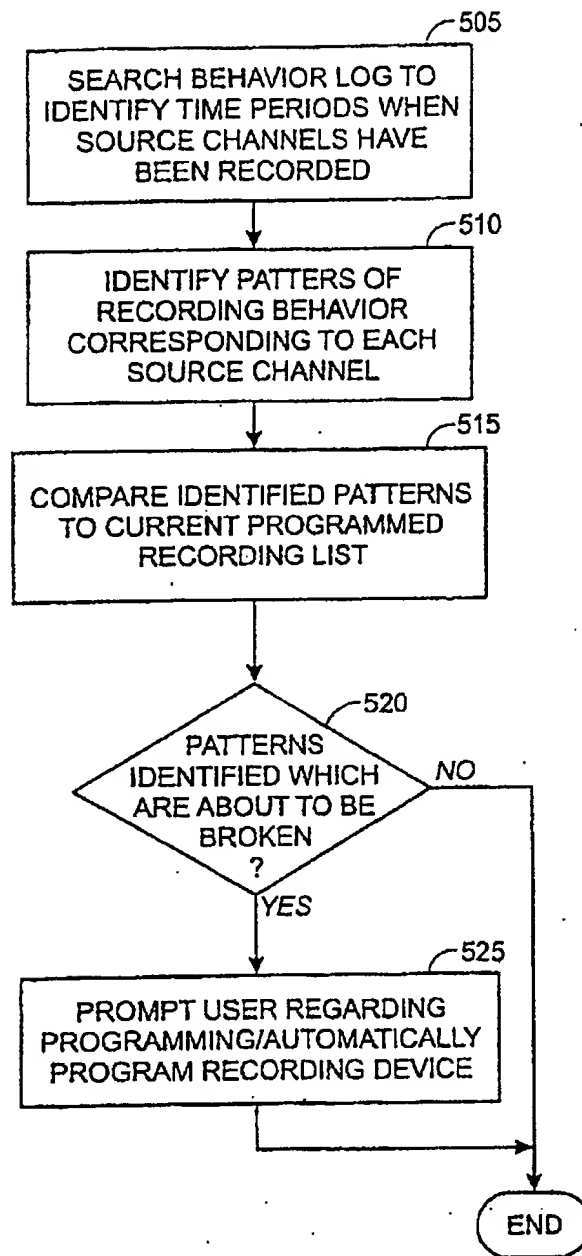 505
SEARCH BEHAVIOR LOG TO
IDENTIFY TIME PERIODS WHEN
SOURCE CHANNELS HAVE
BEEN RECORDED
510
IDENTIFY PATTERS OF
RECORDING BEHAVIOR
CORRESPONDING TO EACH
SOURCE CHANNEL
515
COMPARE IDENTIFIED PATTERNS
TO CURRENT PROGRAMMED
RECORDING LIST
520
PATTERNS
IDENTIFIED WHICH
ARE ABOUT TO BE
BROKEN
?
NO
YES
525
PROMPT USER REGARDING
PROGRAMMING/AUTOMATICALLY
PROGRAM RECORDING DEVICE
END